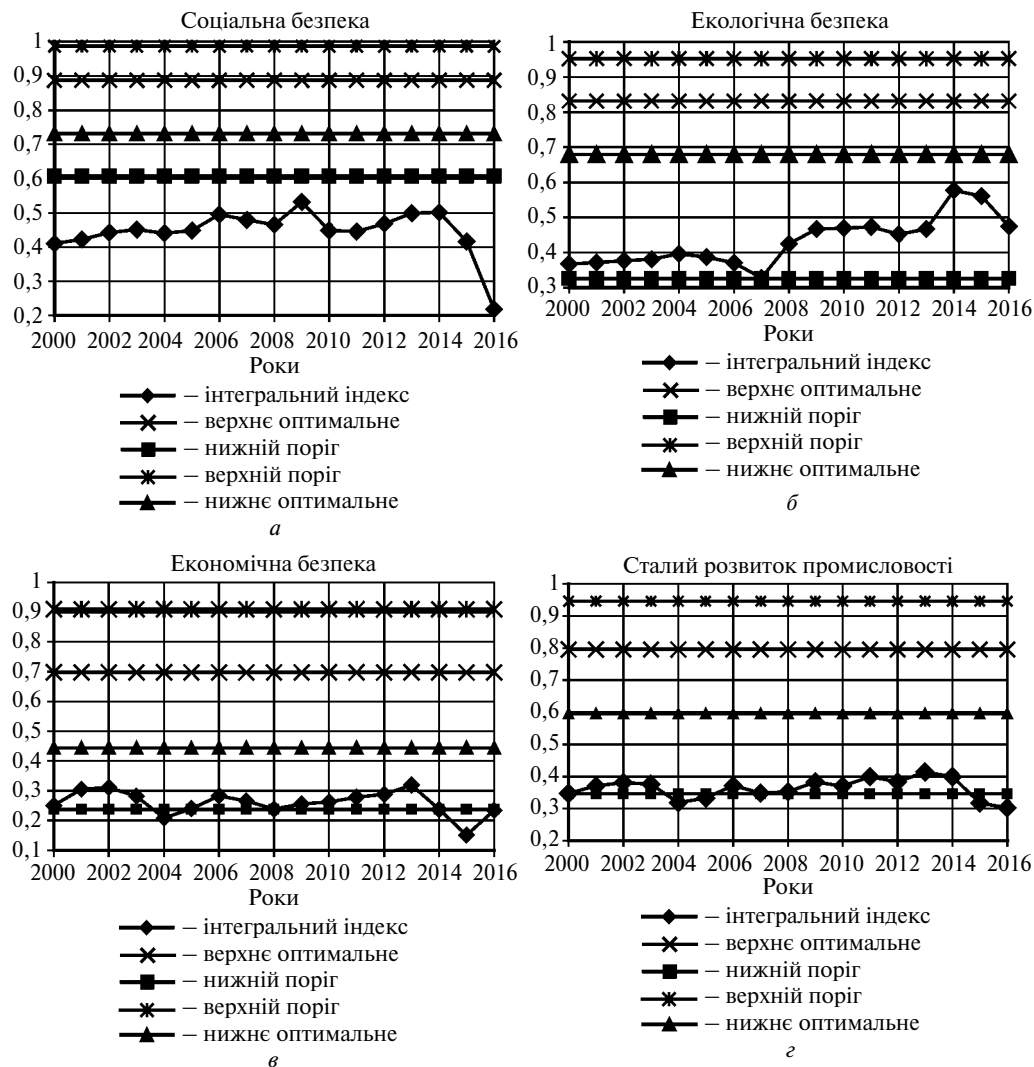 Соціальна безпека
1
0,9
0,8
0,7
0,6
0,5
0,4
0,3
0,2
2000 2002 2004 2006 2008 2010 2012 2014 2016
Роки
– інтегральний індекс
– верхнє оптимальне
– нижній поріг
– верхній поріг
– нижнє оптимальне
а
Екологічна безпека
1
0,9
0,8
0,7
0,6
0,5
0,4
0,3
2000 2002 2004 2006 2008 2010 2012 2014 2016
Роки
– інтегральний індекс
– верхнє оптимальне
– нижній поріг
– верхній поріг
– нижнє оптимальне
б
Економічна безпека
1
0,9
0,8
0,7
0,6
0,5
0,4
0,3
0,2
0,1
2000 2002 2004 2006 2008 2010 2012 2014 2016
Роки
– інтегральний індекс
– верхнє оптимальне
– нижній поріг
– верхній поріг
– нижнє оптимальне
в
Сталий розвиток промисловості
1
0,9
0,8
0,7
0,6
0,5
0,4
0,3
0,2
2000 2002 2004 2006 2008 2010 2012 2014 2016
Роки
– інтегральний індекс
– верхнє оптимальне
– нижній поріг
– верхній поріг
– нижнє оптимальне
г